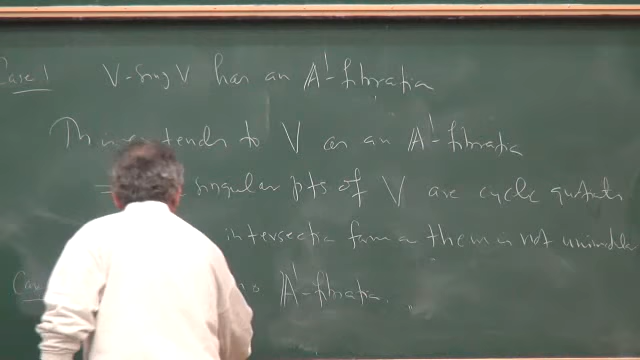 Case 1 V - Sing V has an A¹-fibration
This extends to V as an A¹-fibration
⇒ singular pts of V are cyclic quotients
intersection form on them is not unimodular
Case A¹-fibration.